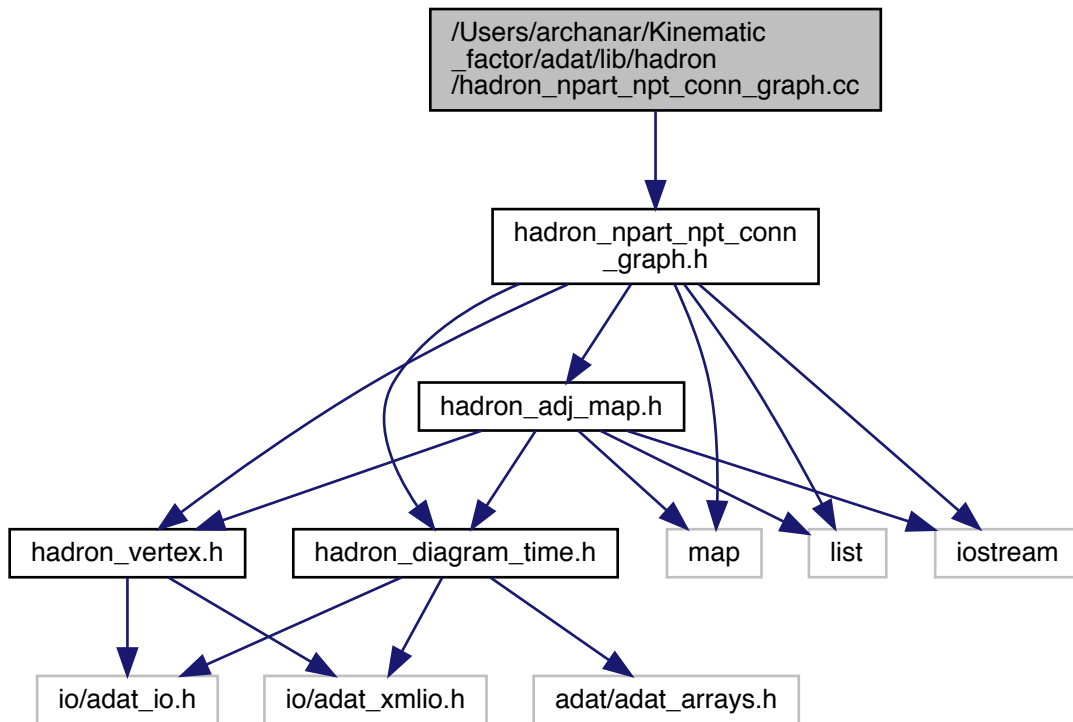 /Users/archanar/Kinematic
_factor/adat/lib/hadron
/hadron_npart_npt_conn_graph.cc
hadron_npart_npt_conn
_graph.h
hadron_adj_map.h
hadron_vertex.h
hadron_diagram_time.h
map
list
iostream
io/adat_io.h
io/adat_xmlio.h
adat/adat_arrays.h